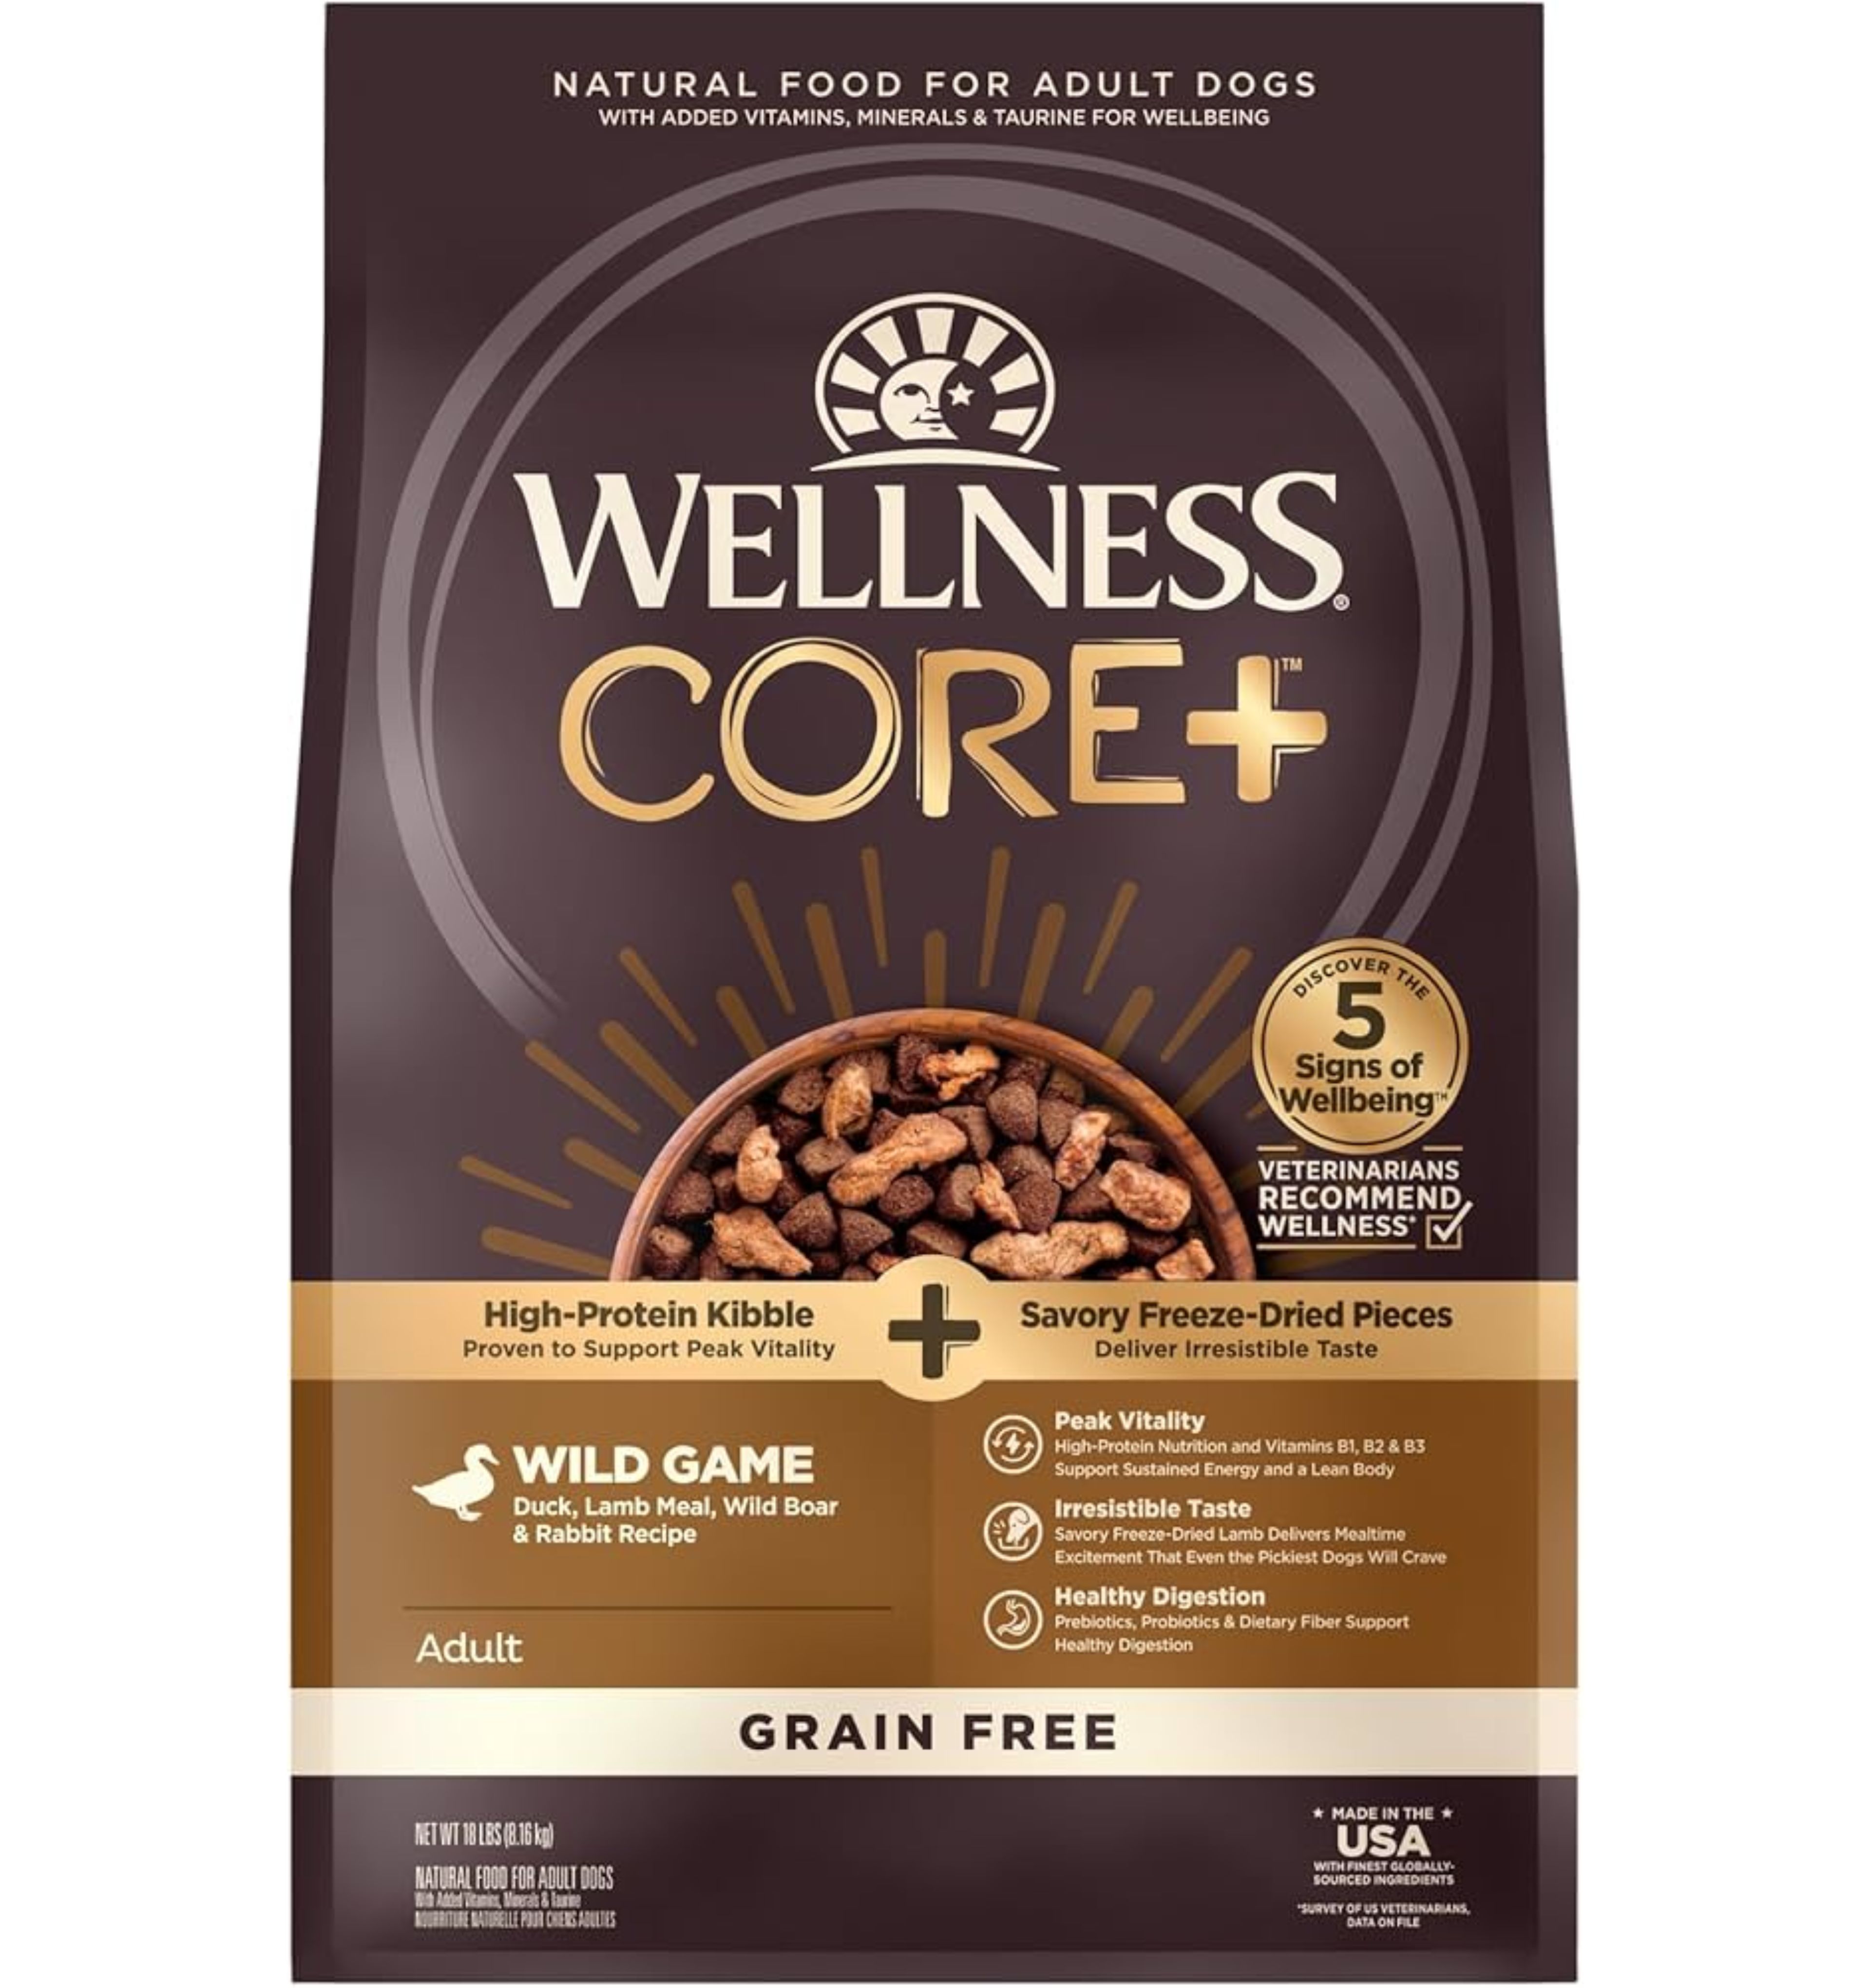 NATURAL FOOD FOR ADULT DOGS
WITH ADDED VITAMINS, MINERALS & TAURINE FOR WELLBEING
WELLNESS®
CORE+™
DISCOVER THE
5
Signs of
Wellbeing™
VETERINARIANS
RECOMMEND
WELLNESS*
High-Protein Kibble
Proven to Support Peak Vitality
+
Savory Freeze-Dried Pieces
Deliver Irresistible Taste
WILD GAME
Duck, Lamb Meal, Wild Boar
& Rabbit Recipe
Adult
Peak Vitality
High-Protein Nutrition and Vitamins B1, B2 & B3
Support Sustained Energy and a Lean Body
Irresistible Taste
Savory Freeze-Dried Lamb Delivers Mealtime
Excitement That Even the Pickiest Dogs Will Crave
Healthy Digestion
Prebiotics, Probiotics & Dietary Fiber Support
Healthy Digestion
GRAIN FREE
NET WT 18 LBS (8.16 kg)
NATURAL FOOD FOR ADULT DOGS
With Added Vitamins, Minerals & Taurine
NOURRITURE NATURELLE POUR CHIENS ADULTES
★ MADE IN THE ★
USA
WITH FINEST GLOBALLY-
SOURCED INGREDIENTS
*SURVEY OF US VETERINARIANS,
DATA ON FILE